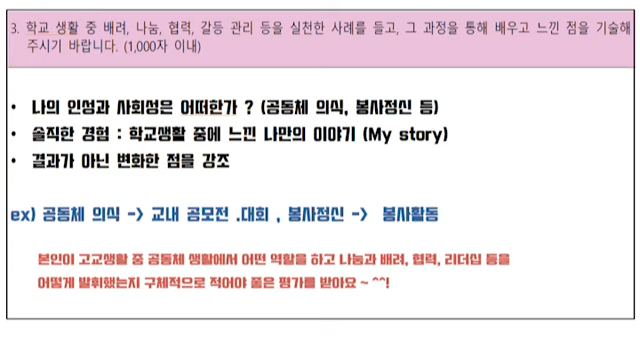 3. 학교 생활 중 배려, 나눔, 협력, 갈등 관리 등을 실천한 사례를 들고, 그 과정을 통해 배우고 느낀 점을 기술해
주시기 바랍니다. (1,000자 이내)
• 나의 인성과 사회성은 어떠한가 ? (공동체 의식, 봉사정신 등)
• 솔직한 경험 : 학교생활 중에 느낀 나만의 이야기 (My story)
• 결과가 아닌 변화한 점을 강조
ex) 공동체 의식 -> 교내 공모전 .대회 , 봉사정신 -> 봉사활동
본인이 고교생활 중 공동체 생활에서 어떤 역할을 하고 나눔과 배려, 협력, 리더십 등을
어떻게 발휘했는지 구체적으로 적어야 좋은 평가를 받아요 ~ ^^!